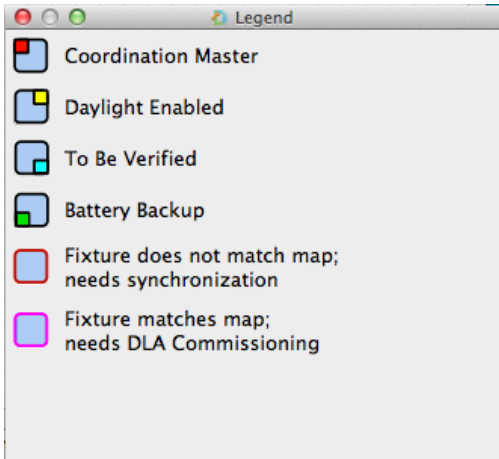 Legend
Coordination Master
Daylight Enabled
To Be Verified
Battery Backup
Fixture does not match map;
needs synchronization
Fixture matches map;
needs DLA Commissioning